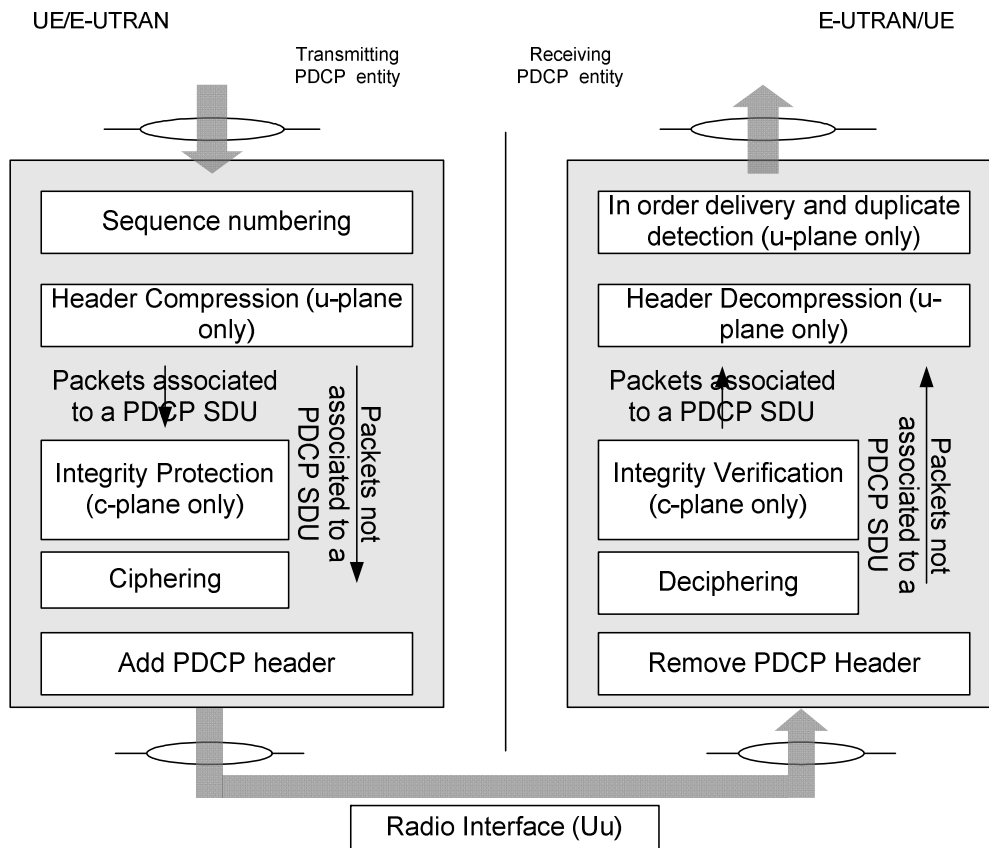 UE/E-UTRAN
E-UTRAN/UE
Transmitting
PDCP entity
Receiving
PDCP entity
Sequence numbering
Header Compression (u-plane
only)
Packets associated
to a PDCP SDU
Packets not
associated to a
PDCP SDU
Integrity Protection
(c-plane only)
Ciphering
Add PDCP header
In order delivery and duplicate
detection (u-plane only)
Header Decompression (u-
plane only)
Packets associated
to a PDCP SDU
Packets not
associated to a
PDCP SDU
Integrity Verification
(c-plane only)
Deciphering
Remove PDCP Header
Radio Interface (Uu)